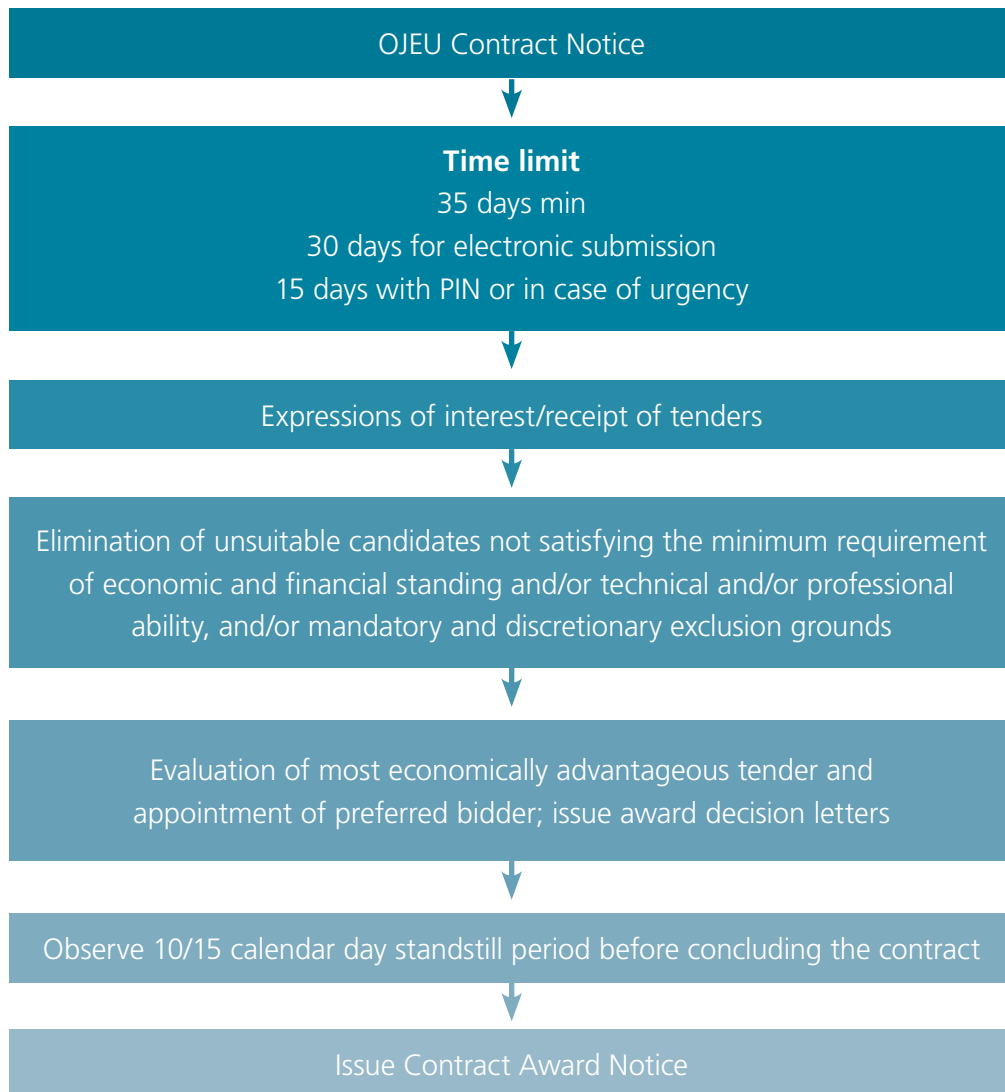 OJEU Contract Notice
Time limit
35 days min
30 days for electronic submission
15 days with PIN or in case of urgency
Expressions of interest/receipt of tenders
Elimination of unsuitable candidates not satisfying the minimum requirement
of economic and financial standing and/or technical and/or professional
ability, and/or mandatory and discretionary exclusion grounds
Evaluation of most economically advantageous tender and
appointment of preferred bidder; issue award decision letters
Observe 10/15 calendar day standstill period before concluding the contract
Issue Contract Award Notice